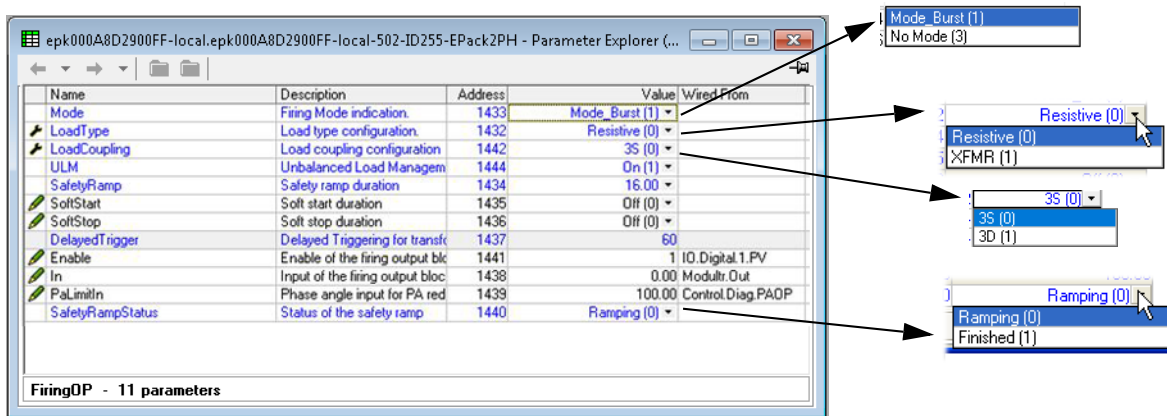 epk000A8D2900FF-local.epk000A8D2900FF-local-502-ID255-EPack2PH - Parameter Explorer (...
Name Description Address Value Wired From
Mode Firing Mode indication. 1433 Mode_Burst (1)
LoadType Load type configuration. 1432 Resistive (0)
LoadCoupling Load coupling configuration 1442 3S (0)
ULM Unbalanced Load Managem 1444 On (1)
SafetyRamp Safety ramp duration 1434 16.00
SoftStart Soft start duration 1435 Off (0)
SoftStop Soft stop duration 1436 Off (0)
DelayedTrigger Delayed Triggering for transfo 1437 60
Enable Enable of the firing output blo 1441 1 IO.Digital.1.PV
In Input of the firing output bloc 1438 0.00 Modultr.Out
PaLimitIn Phase angle input for PA red 1439 100.00 Control.Diag.PAOP
SafetyRampStatus Status of the safety ramp 1440 Ramping (0)
FiringOP - 11 parameters
Mode_Burst (1)
No Mode (3)
Resistive (0)
Resistive (0)
XFMR (1)
3S (0)
3S (0)
3D (1)
Ramping (0)
Ramping (0)
Finished (1)